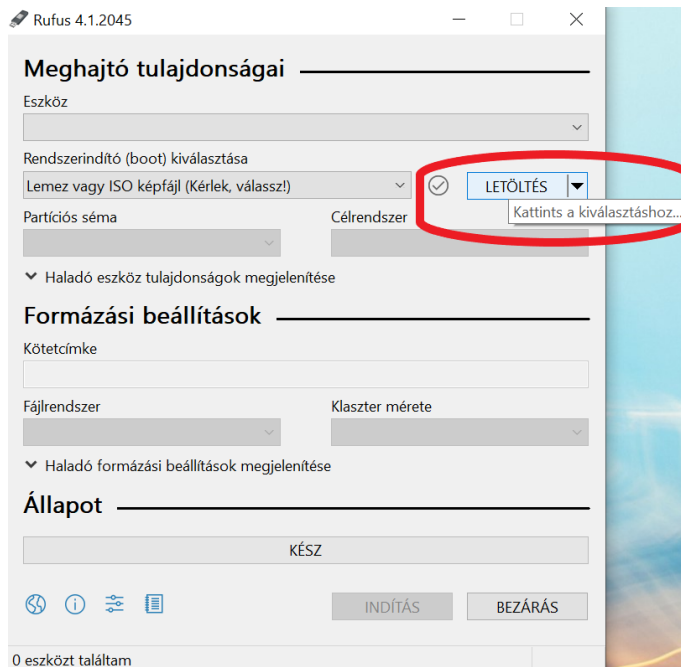 Rufus 4.1.2045
Meghajtó tulajdonságai
Eszköz
Rendszerindító (boot) kiválasztása
Lemez vagy ISO képfájl (Kérlek, válassz!)
LETÖLTÉS
Kattints a kiválasztáshoz...
Partíciós séma
Célrendszer
Haladó eszköz tulajdonságok megjelenítése
Formázási beállítások
Kötetcímke
Fájlrendszer
Klaszter mérete
Haladó formázási beállítások megjelenítése
Állapot
KÉSZ
INDÍTÁS
BEZÁRÁS
0 eszközt találtam